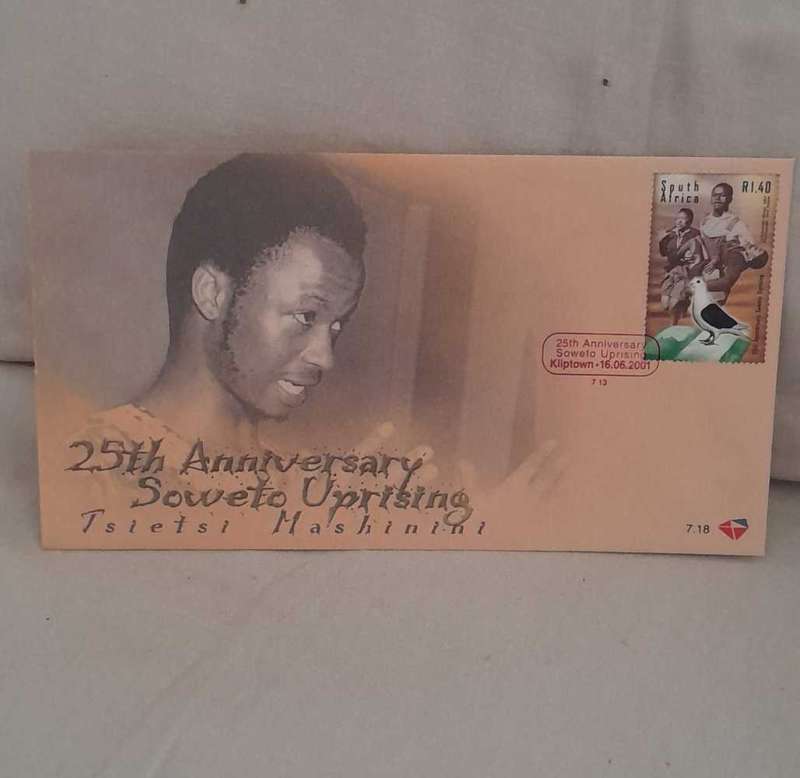 South Africa R1.40
25th Anniversary
Soweto Uprising
Kliptown · 16.06.2001
7 13
25th Anniversary
Soweto Uprising
Tsietsi Mashinini
7.18